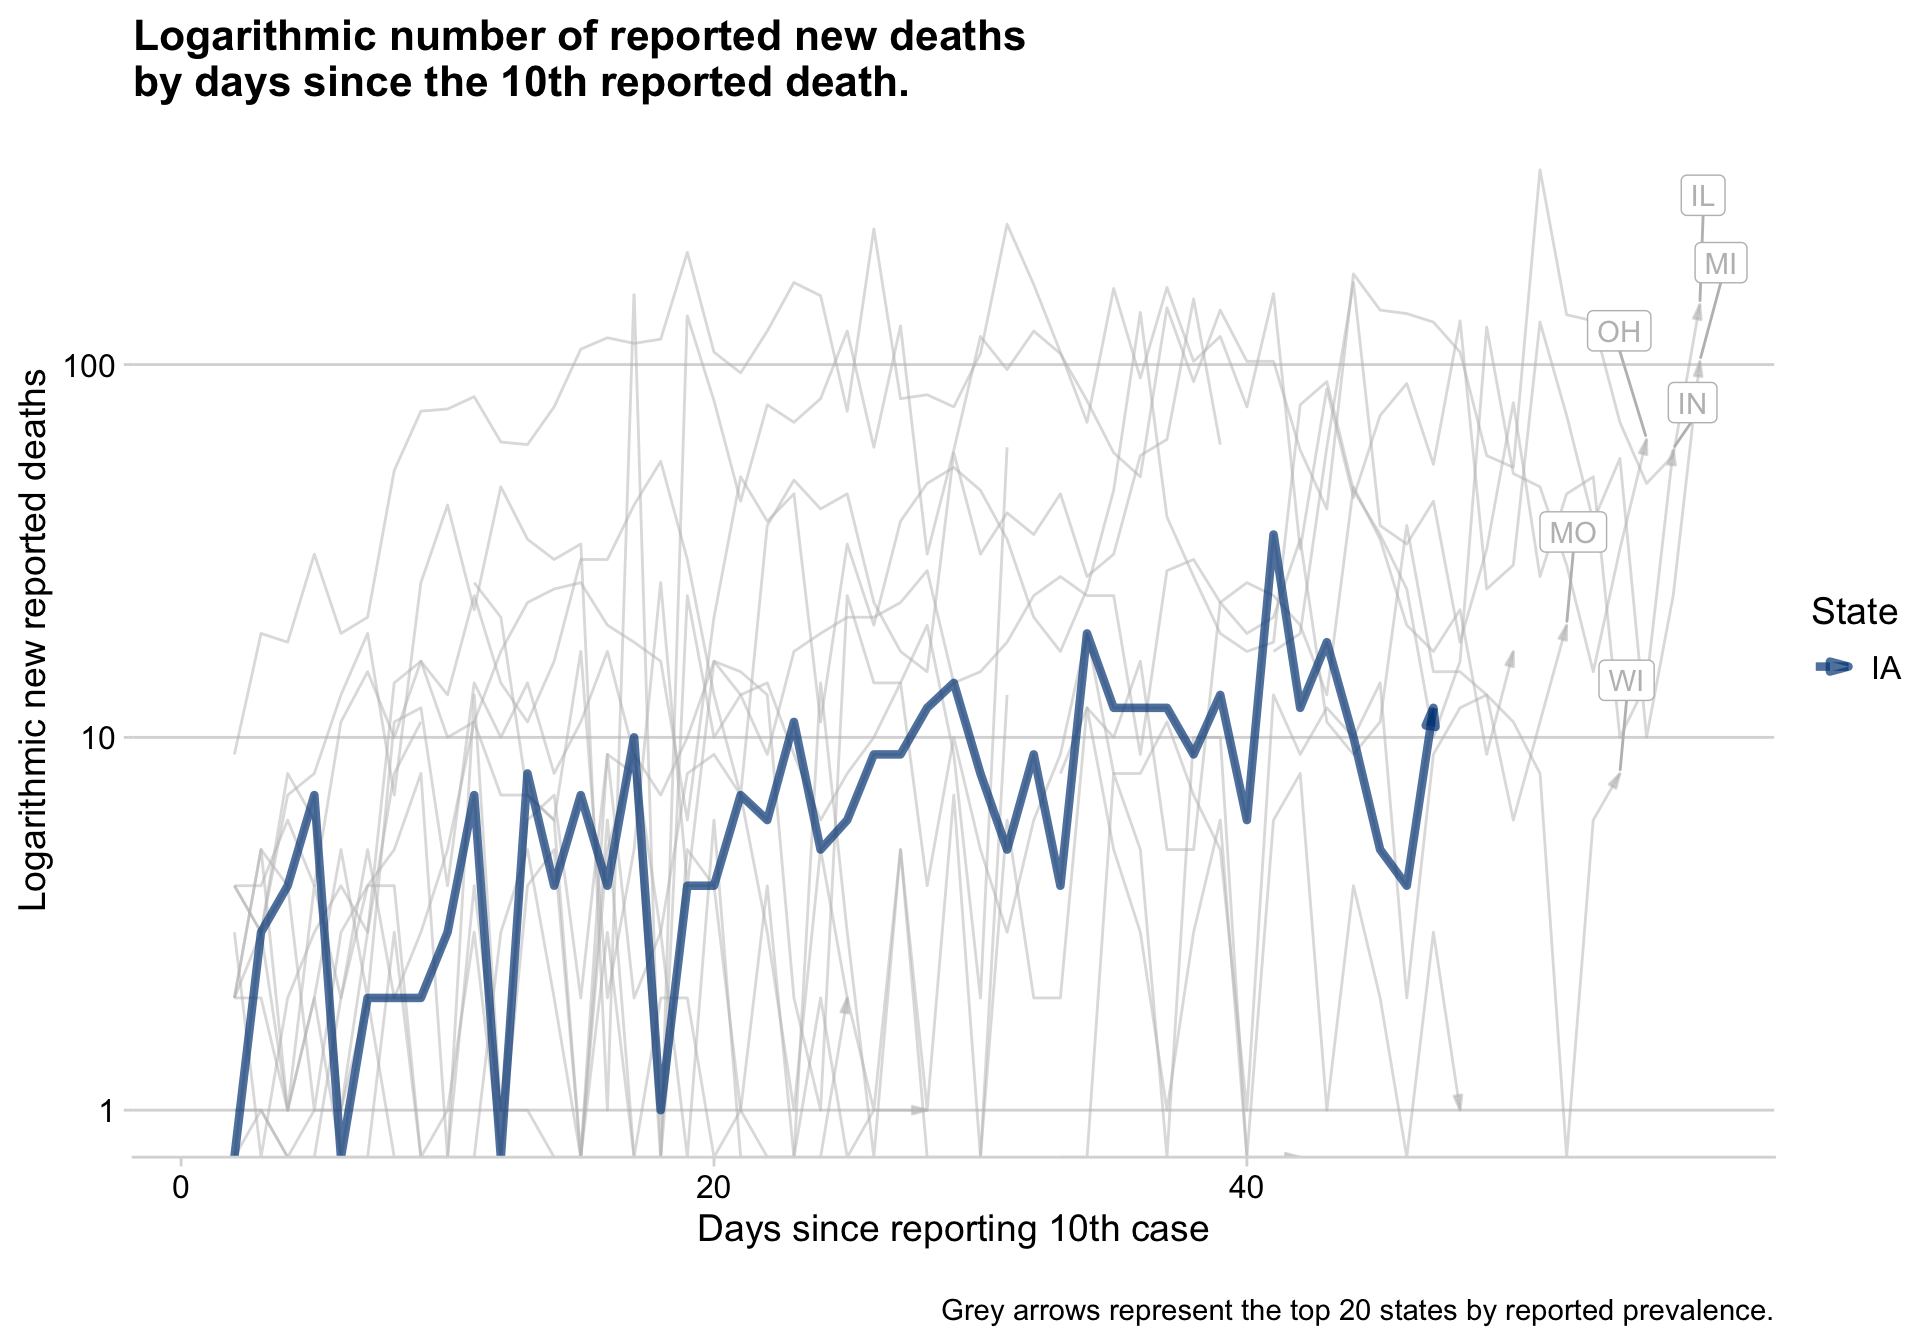 Logarithmic number of reported new deaths
by days since the 10th reported death.
Logarithmic new reported deaths
100
10
1
IL
MI
OH
IN
MO
WI
State
IA
0
20
40
Days since reporting 10th case
Grey arrows represent the top 20 states by reported prevalence.